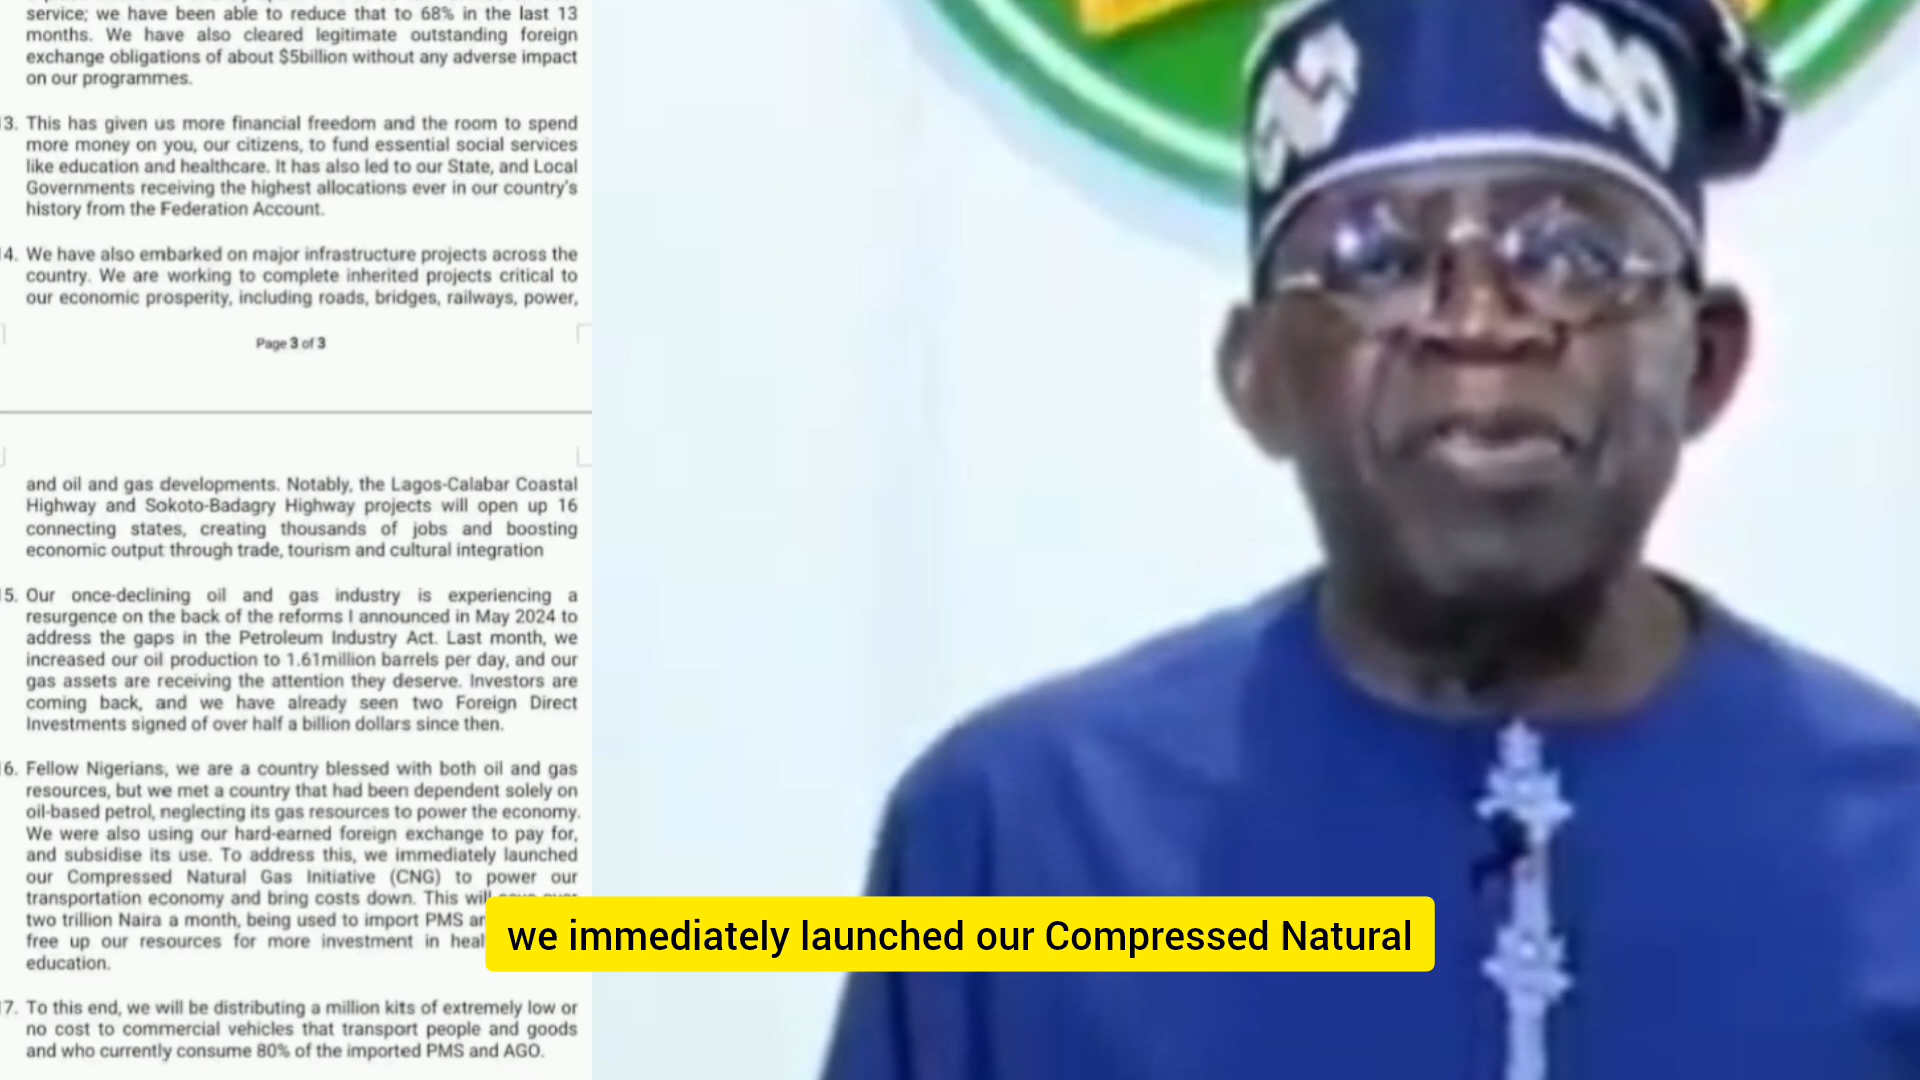 service; we have been able to reduce that to 68% in the last 13
months. We have also cleared legitimate outstanding foreign
exchange obligations of about $5billion without any adverse impact
on our programmes.
3. This has given us more financial freedom and the room to spend
more money on you, our citizens, to fund essential social services
like education and healthcare. It has also led to our State, and Local
Governments receiving the highest allocations ever in our country's
history from the Federation Account.
4. We have also embarked on major infrastructure projects across the
country. We are working to complete inherited projects critical to
our economic prosperity, including roads, bridges, railways, power,
Page 3 of 3
and oil and gas developments. Notably, the Lagos-Calabar Coastal
Highway and Sokoto-Badagry Highway projects will open up 16
connecting states, creating thousands of jobs and boosting
economic output through trade, tourism and cultural integration
5. Our once-declining oil and gas industry is experiencing a
resurgence on the back of the reforms I announced in May 2024 to
address the gaps in the Petroleum Industry Act. Last month, we
increased our oil production to 1.61million barrels per day, and our
gas assets are receiving the attention they deserve. Investors are
coming back, and we have already seen two Foreign Direct
Investments signed of over half a billion dollars since then.
6. Fellow Nigerians, we are a country blessed with both oil and gas
resources, but we met a country that had been dependent solely on
oil-based petrol, neglecting its gas resources to power the economy.
We were also using our hard-earned foreign exchange to pay for,
and subsidise its use. To address this, we immediately launched
our Compressed Natural Gas Initiative (CNG) to power our
transportation economy and bring costs down. This will
two trillion Naira a month, being used to import PMS
free up our resources for more investment in
education.
7. To this end, we will be distributing a million kits of extremely low or
no cost to commercial vehicles that transport people and goods
and who currently consume 80% of the imported PMS and AGO.
we immediately launched our Compressed Natural